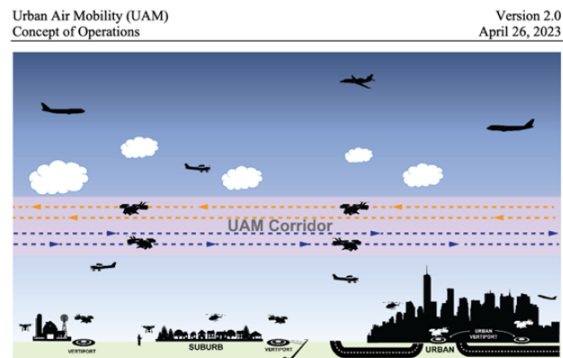 Urban Air Mobility (UAM)
Version 2.0
Concept of Operations
April 26, 2023
UAM Corridor
VERTIPORT
SUBURB
VERTIPORT
URBAN
URBAN
VERTIPORT